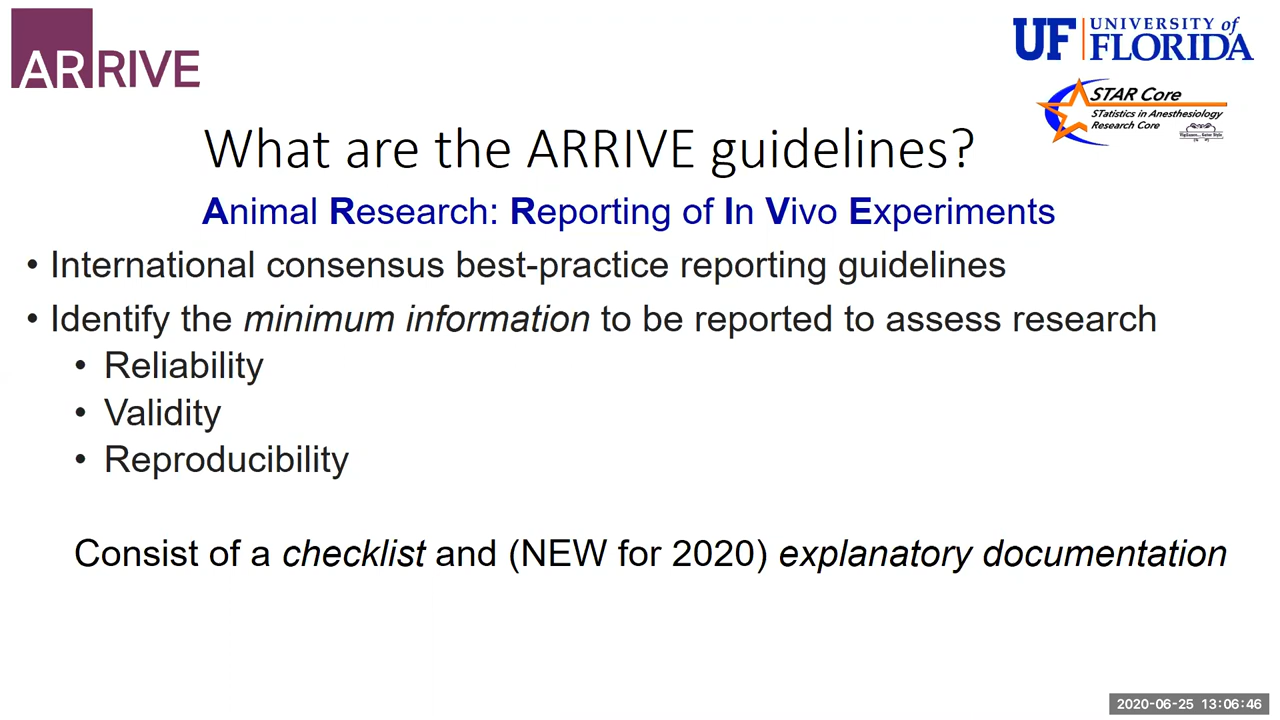 ARRIVE
UNIVERSITY of
UF FLORIDA
STAR Core
STatistics in Anesthesiology
Research Core
What are the ARRIVE guidelines?
Animal Research: Reporting of In Vivo Experiments
• International consensus best-practice reporting guidelines
• Identify the minimum information to be reported to assess research
• Reliability
• Validity
• Reproducibility
Consist of a checklist and (NEW for 2020) explanatory documentation
2020-06-25 13:06:46